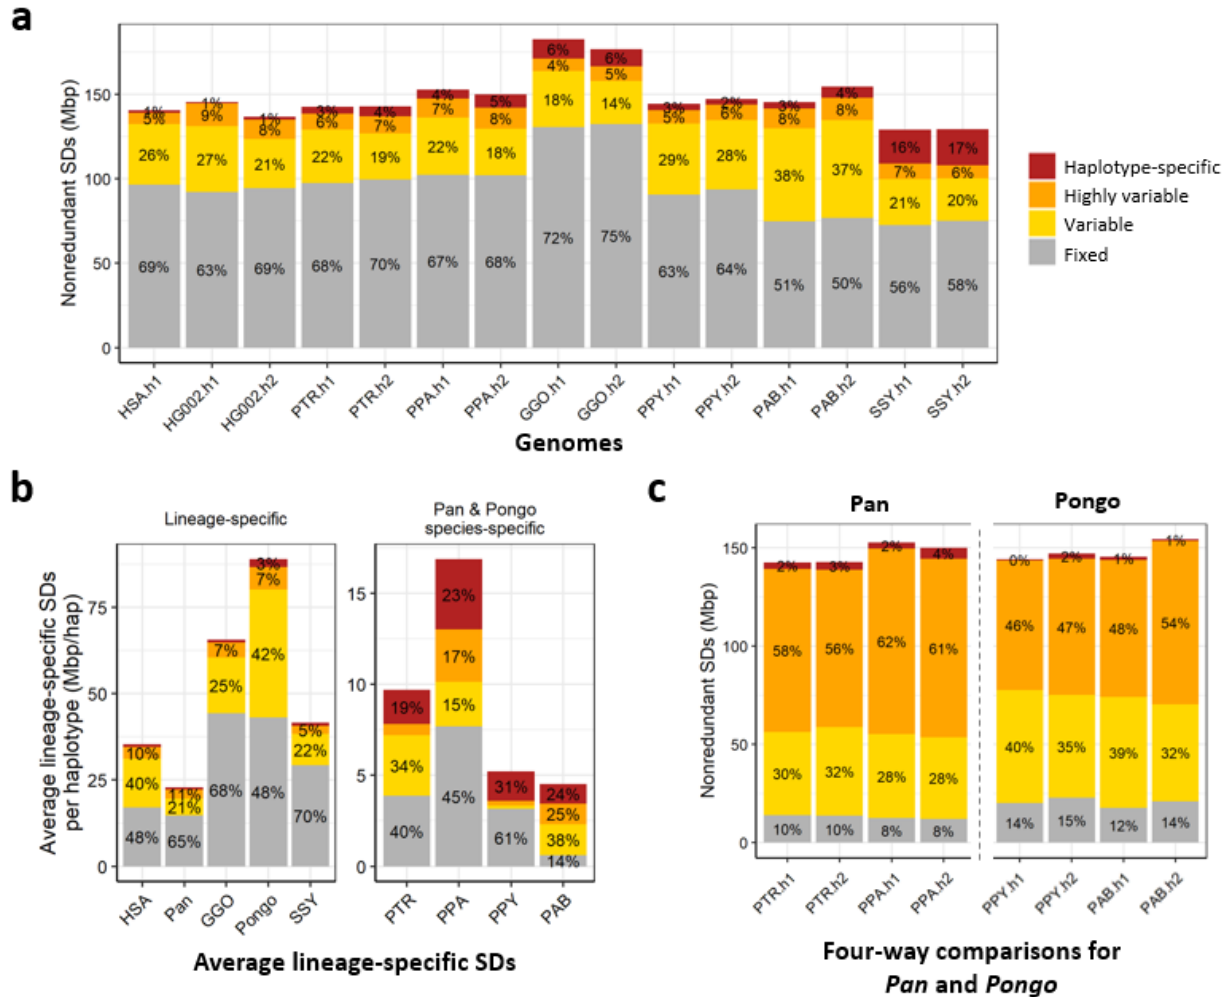 a
Nonredundant SDs (Mbp)
150
100
50
0
1% 1% 1% 3% 4% 4% 5% 6% 6% 3% 2% 3% 4% 16% 17%
5% 9% 8% 6% 7% 7% 8% 4% 5% 5% 6% 8% 8% 7% 6%
26% 27% 21% 22% 19% 22% 18% 18% 14% 29% 28% 38% 37% 21% 20%
69% 63% 69% 68% 70% 67% 68% 72% 75% 63% 64% 51% 50% 56% 58%
HSA.h1 HG002.h1 HG002.h2 PTR.h1 PTR.h2 PPA.h1 PPA.h2 GGO.h1 GGO.h2 PPY.h1 PPY.h2 PAB.h1 PAB.h2 SSY.h1 SSY.h2
Genomes
Haplotype-specific
Highly variable
Variable
Fixed
b
Lineage-specific
Average lineage-specific SDs
per haplotype (Mbp/hap)
75
50
25
0
3%
10% 11% 7% 7% 5%
40% 21% 25% 42% 22%
48% 65% 68% 48% 70%
HSA Pan GGO Pongo SSY
Pan & Pongo
species-specific
15
10
5
0
19% 23% 31% 24%
17% 25%
34% 15% 38%
40% 45% 61% 14%
PTR PPA PPY PAB
Average lineage-specific SDs
c
Pan Pongo
Nonredundant SDs (Mbp)
150
100
50
0
2% 3% 2% 4% 0% 2% 1% 1%
58% 56% 62% 61% 46% 47% 48% 54%
30% 32% 28% 28% 40% 35% 39% 32%
10% 10% 8% 8% 14% 15% 12% 14%
PTR.h1 PTR.h2 PPA.h1 PPA.h2 PPY.h1 PPY.h2 PAB.h1 PAB.h2
Four-way comparisons for
Pan and Pongo